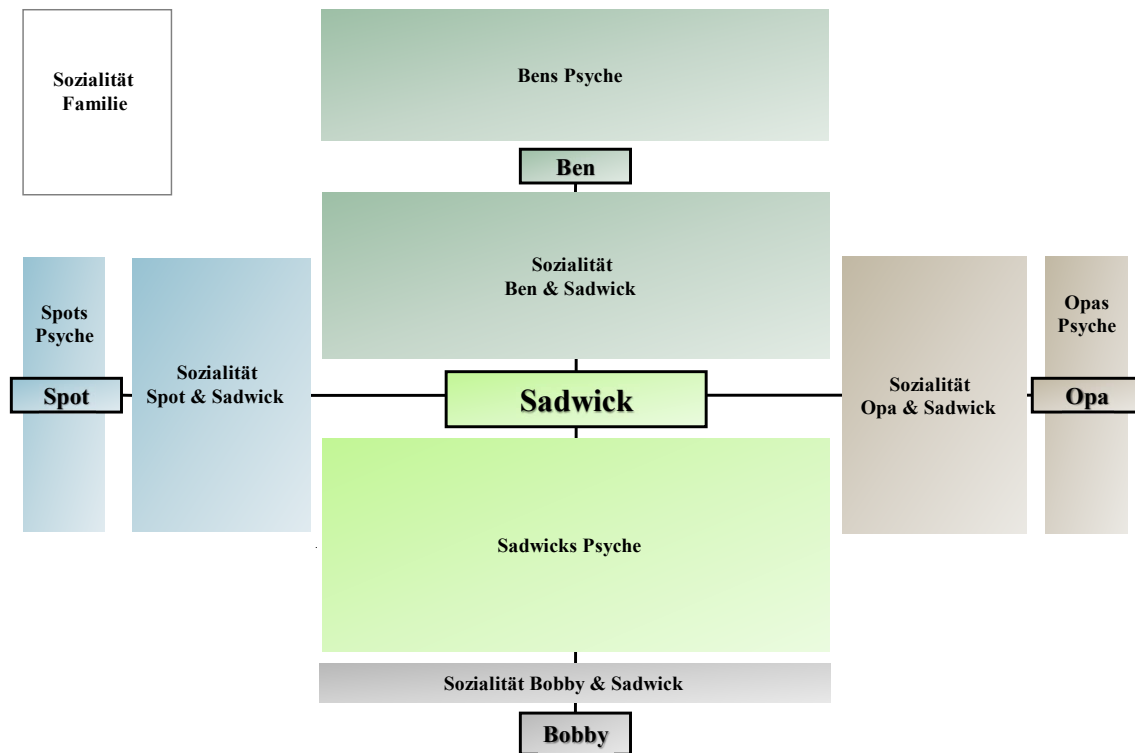 Sozialität
Familie
Bens Psyche
Ben
Sozialität
Ben & Sadwick
Spots
Psyche
Spot
Sozialität
Spot & Sadwick
Sadwick
Sozialität
Opa & Sadwick
Opas
Psyche
Opa
Sadwicks Psyche
Sozialität Bobby & Sadwick
Bobby